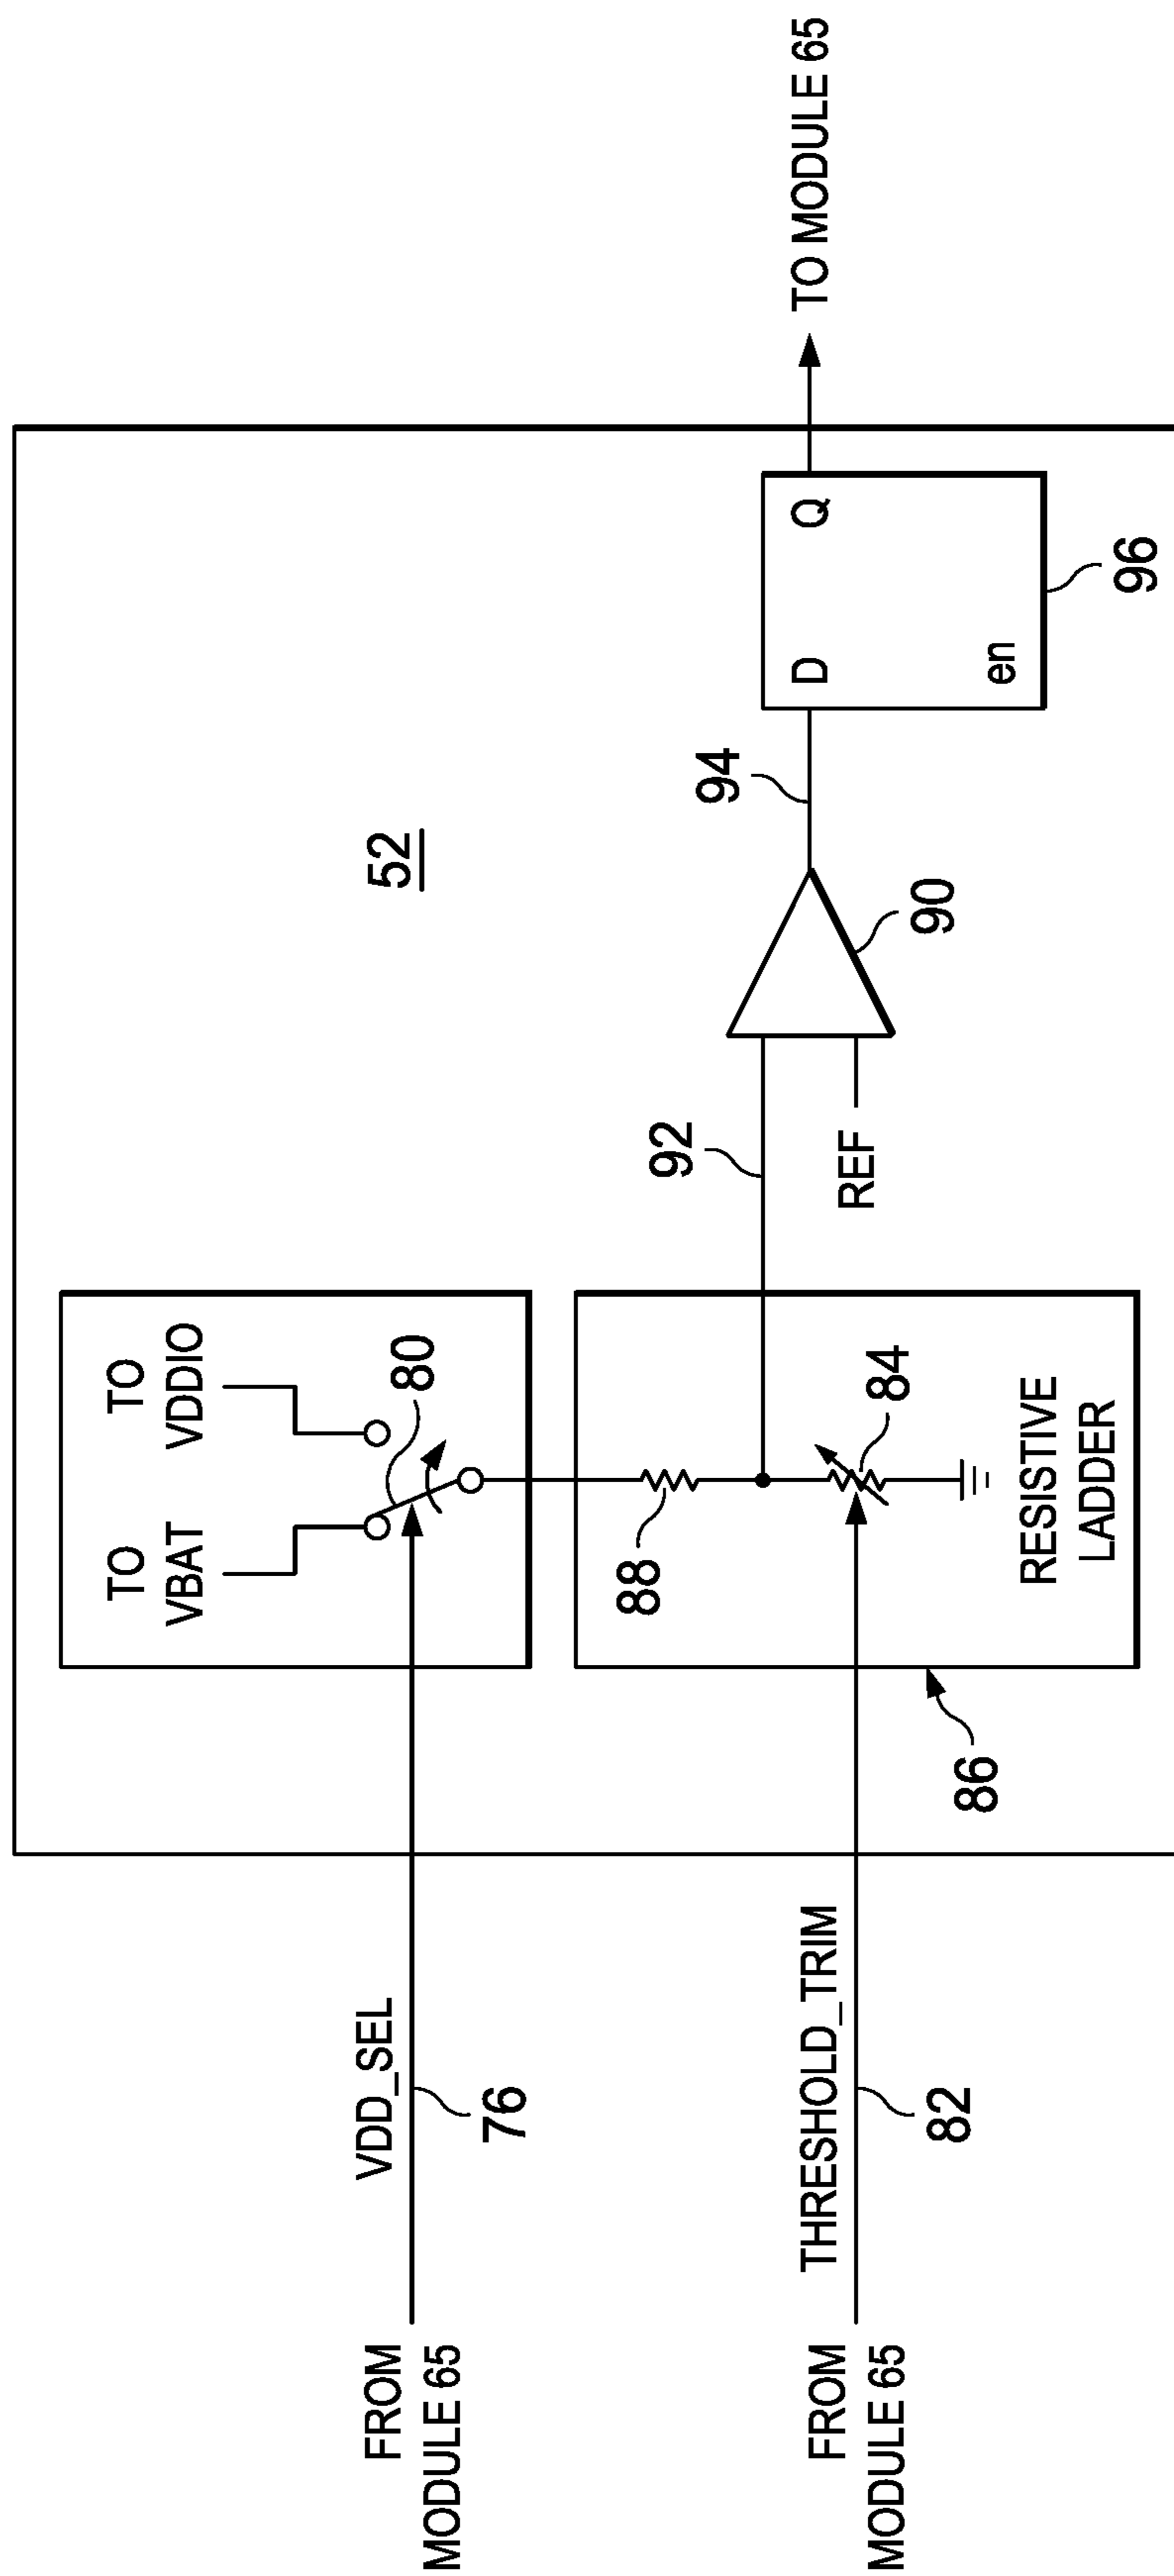 52
TO
VBAT
TO
VDDIO
80
FROM
MODULE 65
VDD_SEL
76
88
92
94
D
Q
en
TO MODULE 65
REF
90
96
84
FROM
MODULE 65
THRESHOLD_TRIM
82
RESISTIVE
LADDER
86